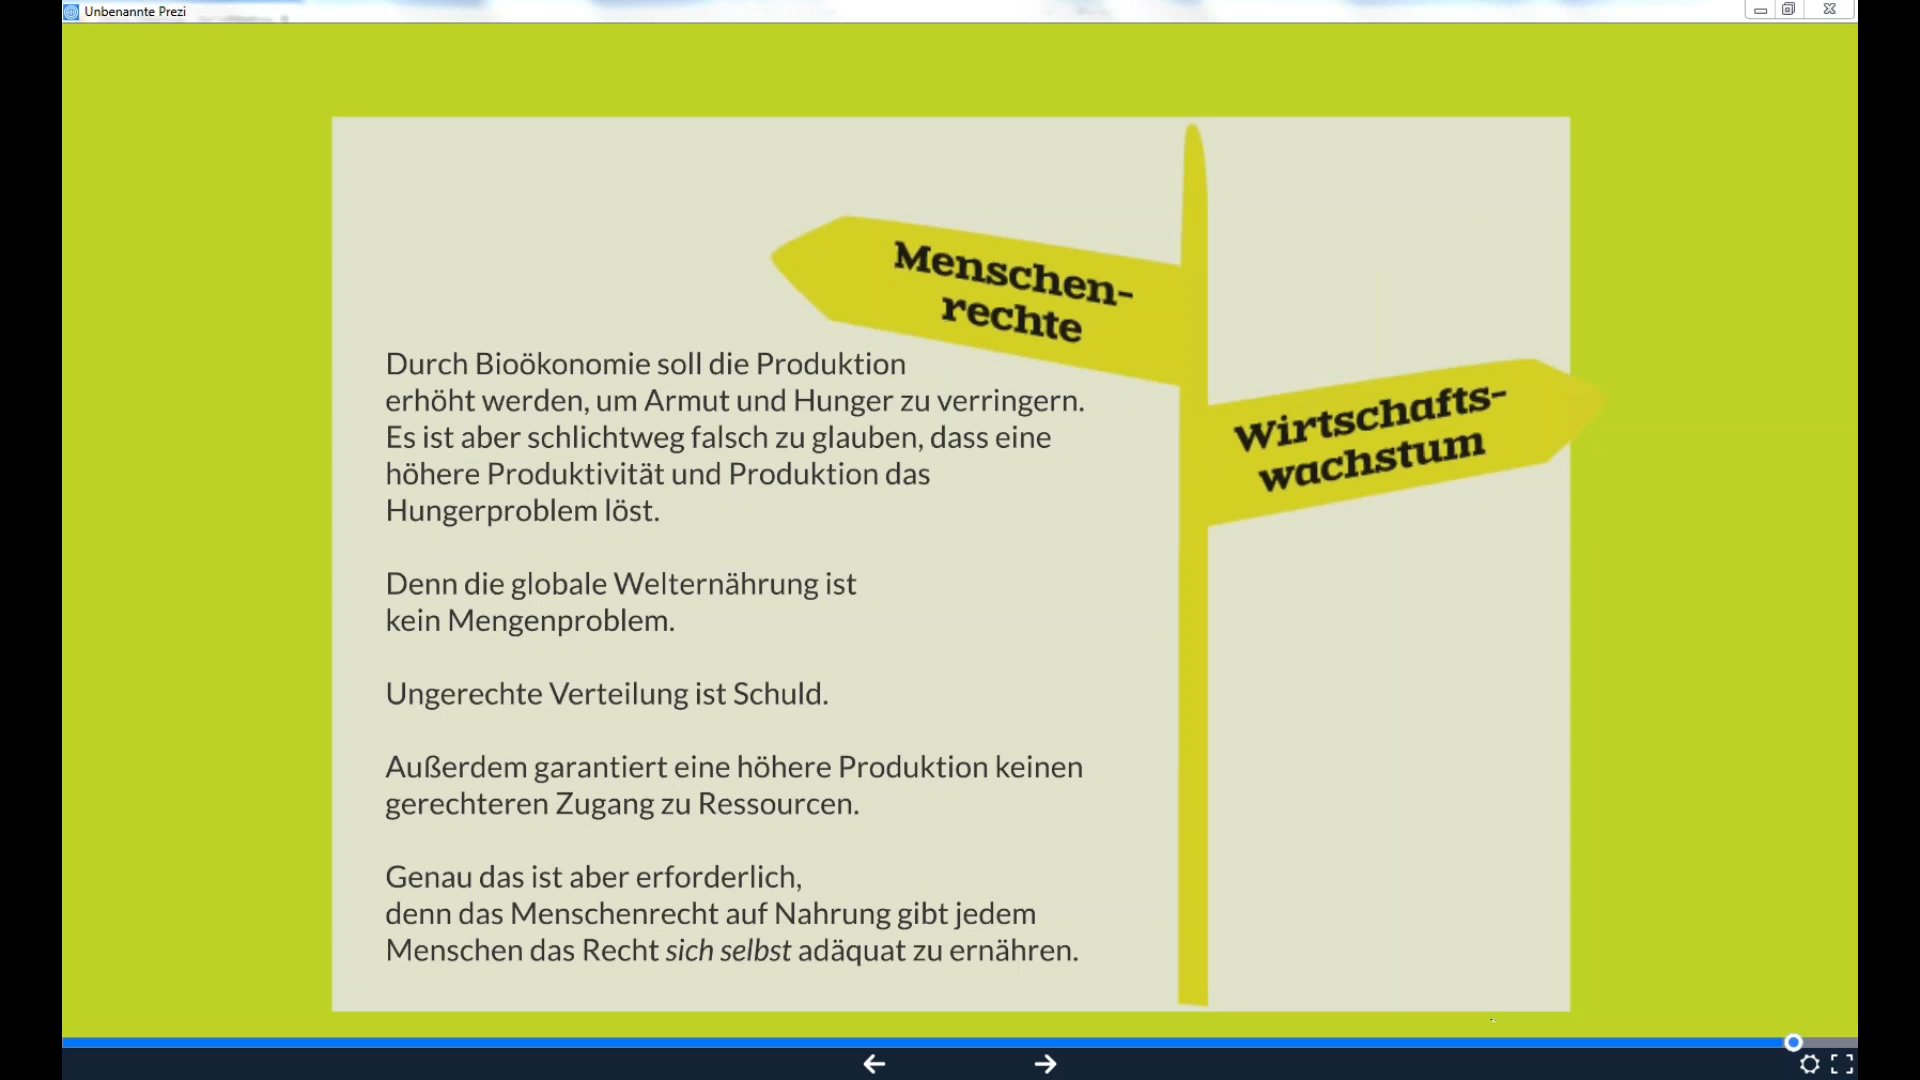 Unbenannte Prezi
Menschen-
rechte
Wirtschafts-
wachstum
Durch Bioökonomie soll die Produktion
erhöht werden, um Armut und Hunger zu verringern.
Es ist aber schlichtweg falsch zu glauben, dass eine
höhere Produktivität und Produktion das
Hungerproblem löst.
Denn die globale Welternährung ist
kein Mengenproblem.
Ungerechte Verteilung ist Schuld.
Außerdem garantiert eine höhere Produktion keinen
gerechteren Zugang zu Ressourcen.
Genau das ist aber erforderlich,
denn das Menschenrecht auf Nahrung gibt jedem
Menschen das Recht sich selbst adäquat zu ernähren.